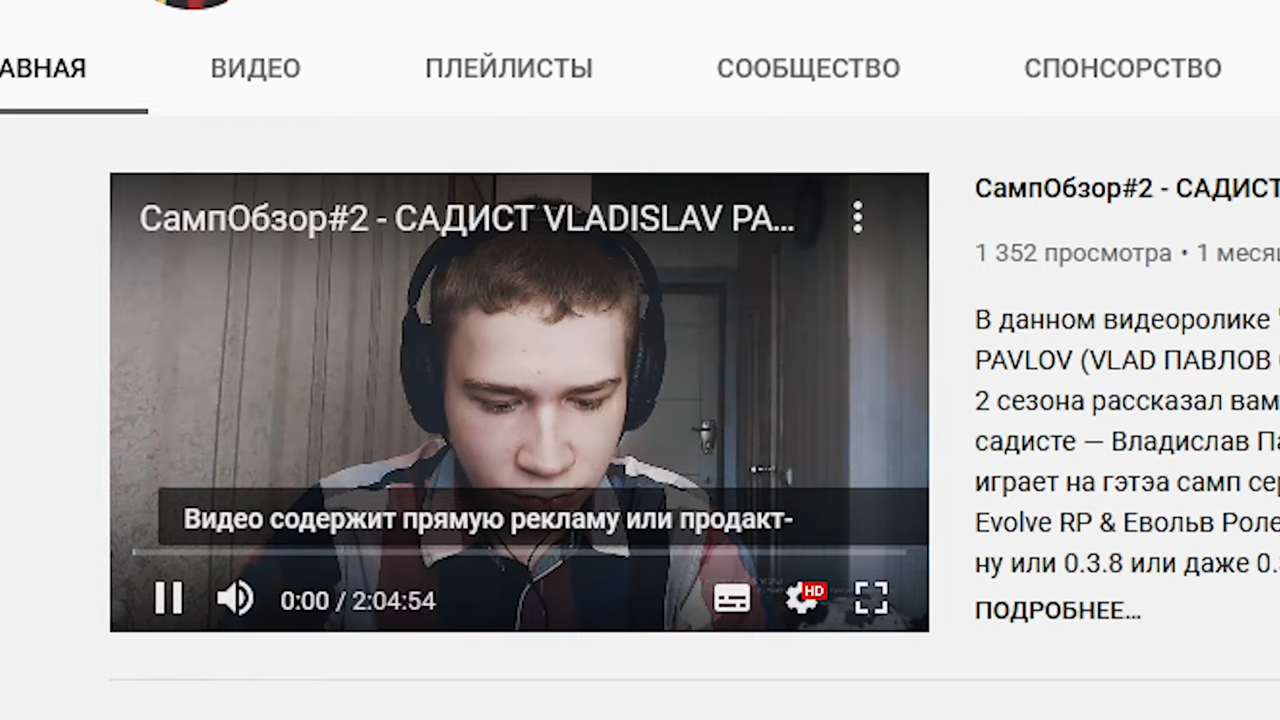 АВНАЯ ВИДЕО ПЛЕЙЛИСТЫ СООБЩЕСТВО СПОНСОРСТВО
СампОбзор#2 - САДИСТ VLADISLAV PA...
Видео содержит прямую рекламу или продакт-
0:00 / 2:04:54 HD
СампОбзор#2 - САДИСТ
1 352 просмотра • 1 меся
В данном видеоролике
PAVLOV (VLAD ПАВЛОВ
2 сезона рассказал вам
садисте — Владислав Па
играет на гэтэа самп сер
Evolve RP & Евольв Роле
ну или 0.3.8 или даже 0.
ПОДРОБНЕЕ...